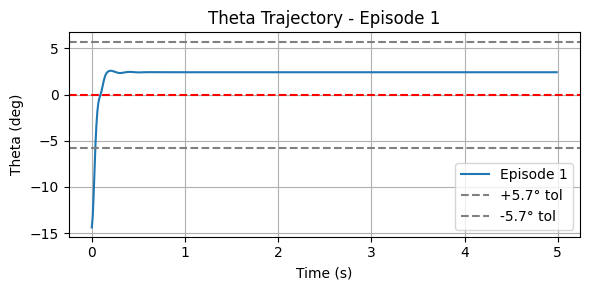 Theta Trajectory - Episode 1
Theta (deg)
5
0
−5
−10
−15
0
1
2
3
4
5
Time (s)
Episode 1
+5.7° tol
-5.7° tol